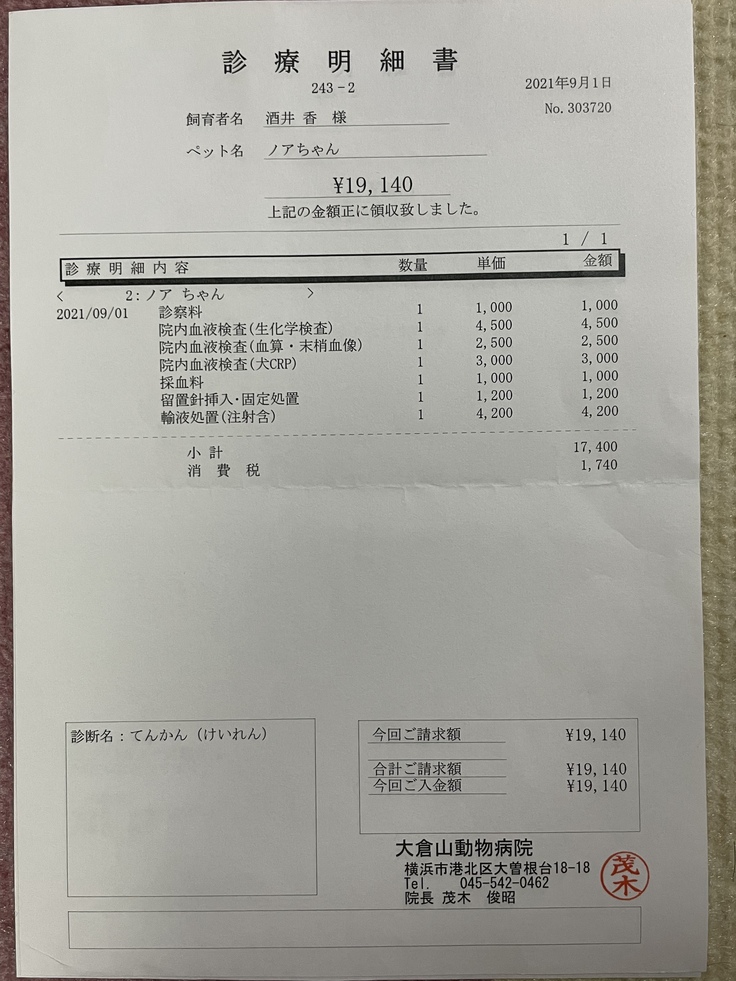 診 療 明 細 書
243-2
2021年9月1日
No.303720
飼育者名 酒井 香 様
ペット名 ノアちゃん
¥19,140
上記の金額正に領収致しました。
1 / 1
診 療 明 細 内 容 数量 単価 金額
< 2:ノア ちゃん >
2021/09/01 診察料 1 1,000 1,000
院内血液検査(生化学検査) 1 4,500 4,500
院内血液検査(血算・末梢血像) 1 2,500 2,500
院内血液検査(犬CRP) 1 3,000 3,000
採血料 1 1,000 1,000
留置針挿入・固定処置 1 1,200 1,200
輸液処置(注射含) 1 4,200 4,200
小 計 17,400
消 費 税 1,740
診断名:てんかん(けいれん)
今回ご請求額 ¥19,140
合計ご請求額 ¥19,140
今回ご入金額 ¥19,140
大倉山動物病院
横浜市港北区大曽根台18-18
Tel. 045-542-0462
院長 茂木 俊昭
茂木